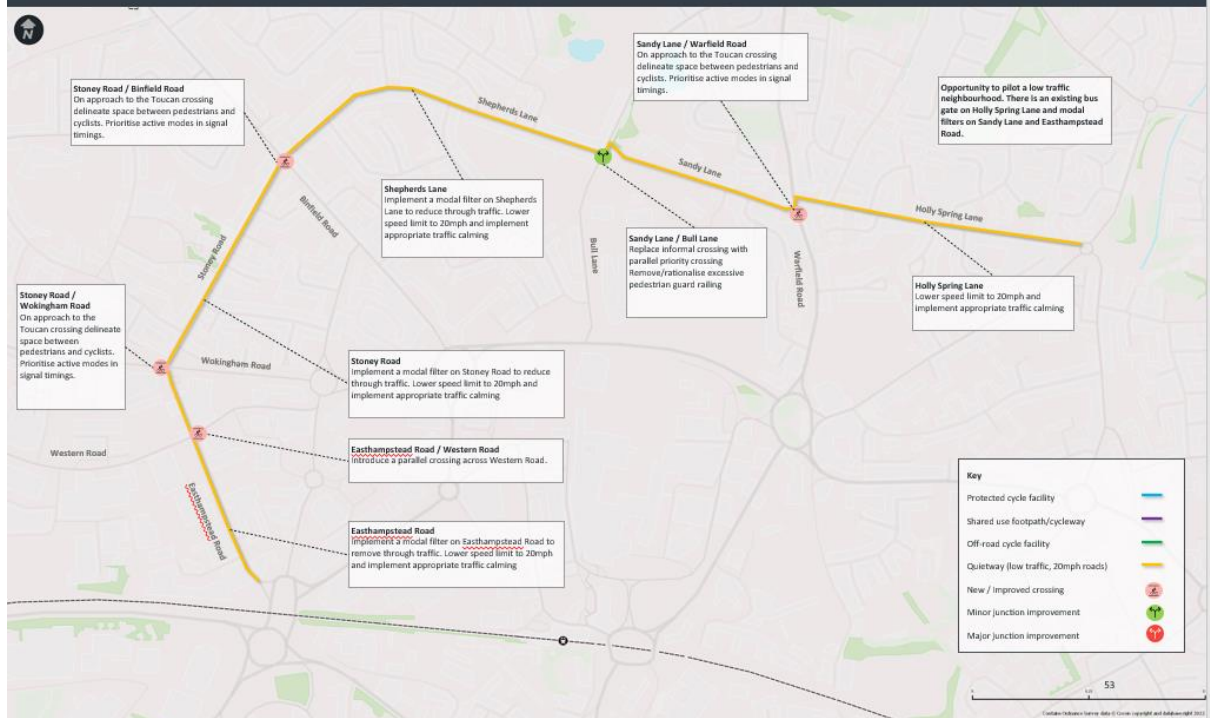 N
Sandy Lane / Warfield Road
On approach to the Toucan crossing
delineate space between pedestrians and
cyclists. Prioritise active modes in signal
timings.
Stoney Road / Binfield Road
On approach to the Toucan crossing
delineate space between pedestrians and
cyclists. Prioritise active modes in signal
timings.
Opportunity to pilot a low traffic
neighbourhood. There is an existing bus
gate on Holly Spring Lane and modal
filters on Sandy Lane and Easthampstead
Road.
Shepherds Lane
Sandy Lane
Shepherds Lane
Implement a modal filter on Shepherds
Lane to reduce through traffic. Lower
speed limit to 20mph and implement
appropriate traffic calming
Binfield Road
Holly Spring Lane
Stoney Road
Bull Lane
Sandy Lane / Bull Lane
Replace informal crossing with
parallel priority crossing
Remove/rationalise excessive
pedestrian guard railing
Warfield Road
Holly Spring Lane
Lower speed limit to 20mph and
implement appropriate traffic calming
Stoney Road /
Wokingham Road
On approach to the
Toucan crossing delineate
space between
pedestrians and cyclists.
Prioritise active modes in
signal timings.
Wokingham Road
Stoney Road
Implement a modal filter on Stoney Road to reduce
through traffic. Lower speed limit to 20mph and
implement appropriate traffic calming
Western Road
Easthampstead Road / Western Road
Introduce a parallel crossing across Western Road.
Easthampstead Road
Easthampstead Road
Implement a modal filter on Easthampstead Road to
remove through traffic. Lower speed limit to 20mph
and implement appropriate traffic calming
Key
Protected cycle facility
Shared use footpath/cycleway
Off-road cycle facility
Quietway (low traffic, 20mph roads)
New / Improved crossing
Minor junction improvement
Major junction improvement
53
Contains Ordnance Survey data © Crown copyright and database right 2022